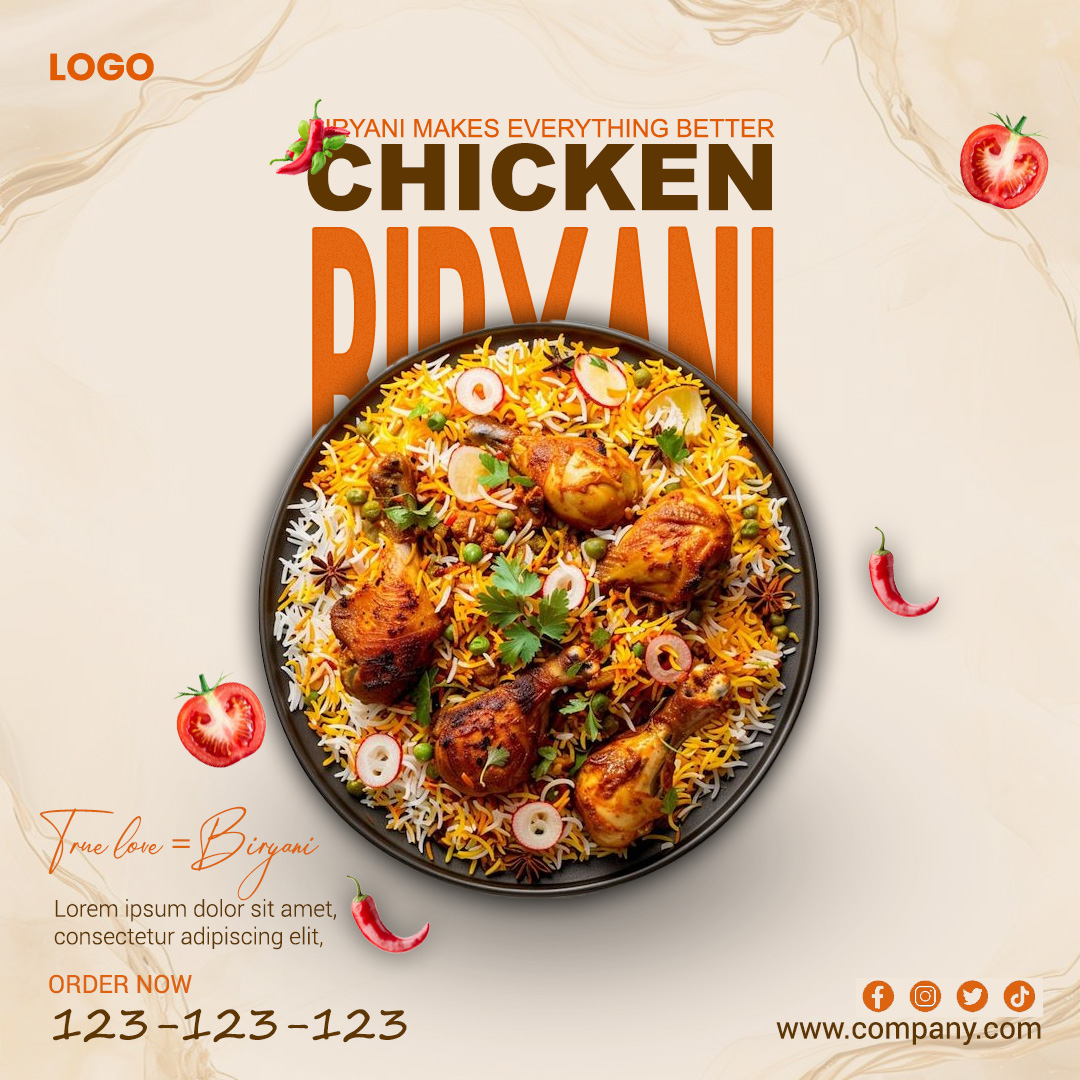 LOGO
BIRYANI MAKES EVERYTHING BETTER
CHICKEN
BIRYANI
True love = Biryani
Lorem ipsum dolor sit amet,
consectetur adipiscing elit,
ORDER NOW
123-123-123
www.company.com